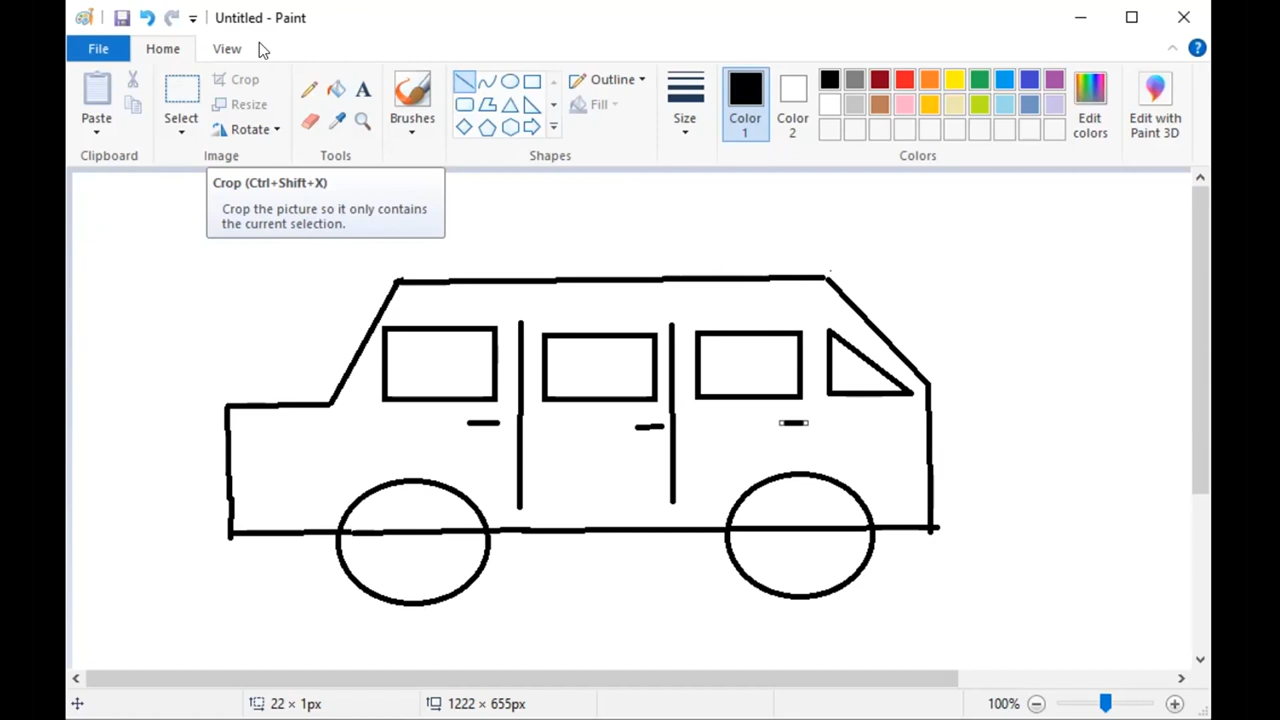 Untitled - Paint
File Home View
Paste
Clipboard
Select
Crop
Resize
Rotate
Image
A
Tools
Brushes
Outline
Fill
Shapes
Size
Color
1
Color
2
Edit
colors
Colors
Edit with
Paint 3D
?
Crop (Ctrl+Shift+X)
Crop the picture so it only contains
the current selection.
22 × 1px
1222 × 655px
100%